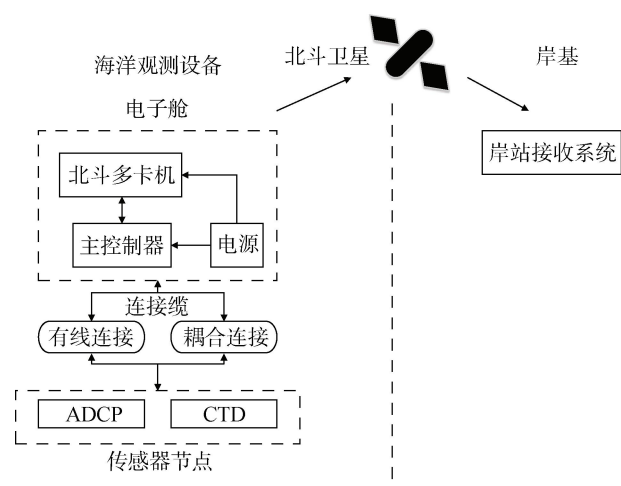 海洋观测设备
北斗卫星
岸基
电子舱
北斗多卡机
岸站接收系统
主控制器
电源
连接缆
有线连接
耦合连接
ADCP
CTD
传感器节点